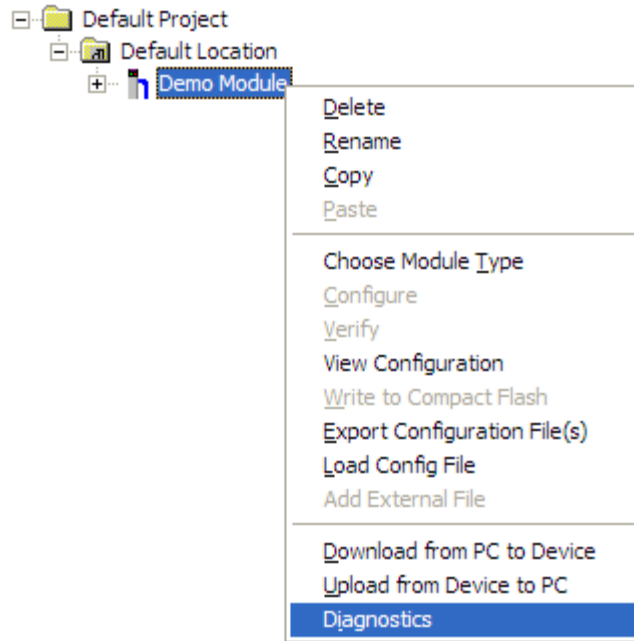 Default Project
Default Location
Demo Module
Delete
Rename
Copy
Paste
Choose Module Type
Configure
Verify
View Configuration
Write to Compact Flash
Export Configuration File(s)
Load Config File
Add External File
Download from PC to Device
Upload from Device to PC
Diagnostics